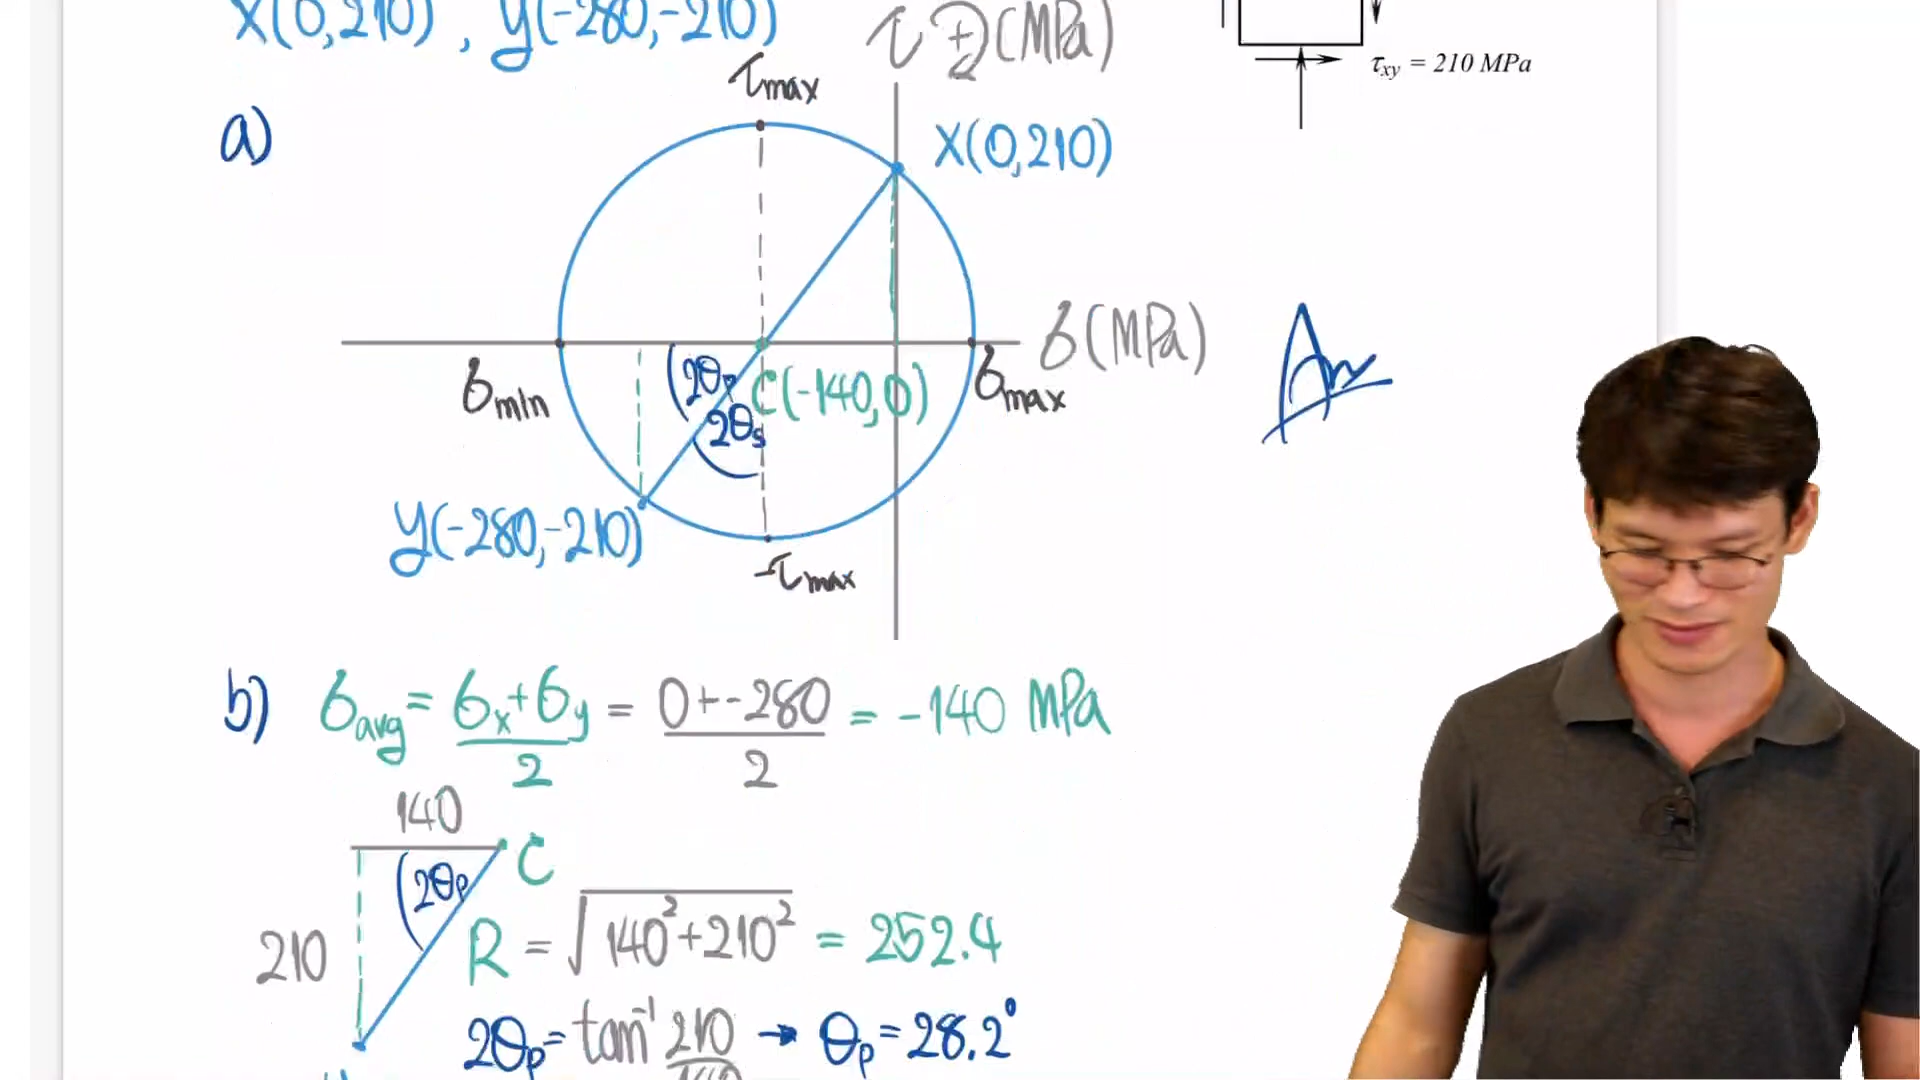 X(0,210) , y(-280,-210)
τ (MPa)
τxy = 210 MPa
τmax
a)
X(0,210)
σ(MPa)
σmin
2θp
C(-140,0)
σmax
2θs
y(-280,-210)
-τmax
b) σavg = σx+σy/2 = 0+-280/2 = -140 MPa
140
C
2θp
210
R = √140²+210² = 252.4
2θp = tan⁻¹ 210/140 → θp = 28.2°